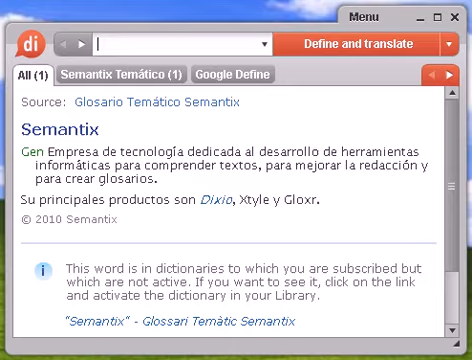 Menu
di
Define and translate
All (1) Semantix Temático (1) Google Define
Source: Glosario Temático Semantix
Semantix
Gen Empresa de tecnología dedicada al desarrollo de herramientas
informáticas para comprender textos, para mejorar la redacción y
para crear glosarios.
Su principales productos son Dixio, Xtyle y Gloxr.
© 2010 Semantix
This word is in dictionaries to which you are subscribed but
which are not active. If you want to see it, click on the link
and activate the dictionary in your Library.
"Semantix" - Glossari Temàtic Semantix